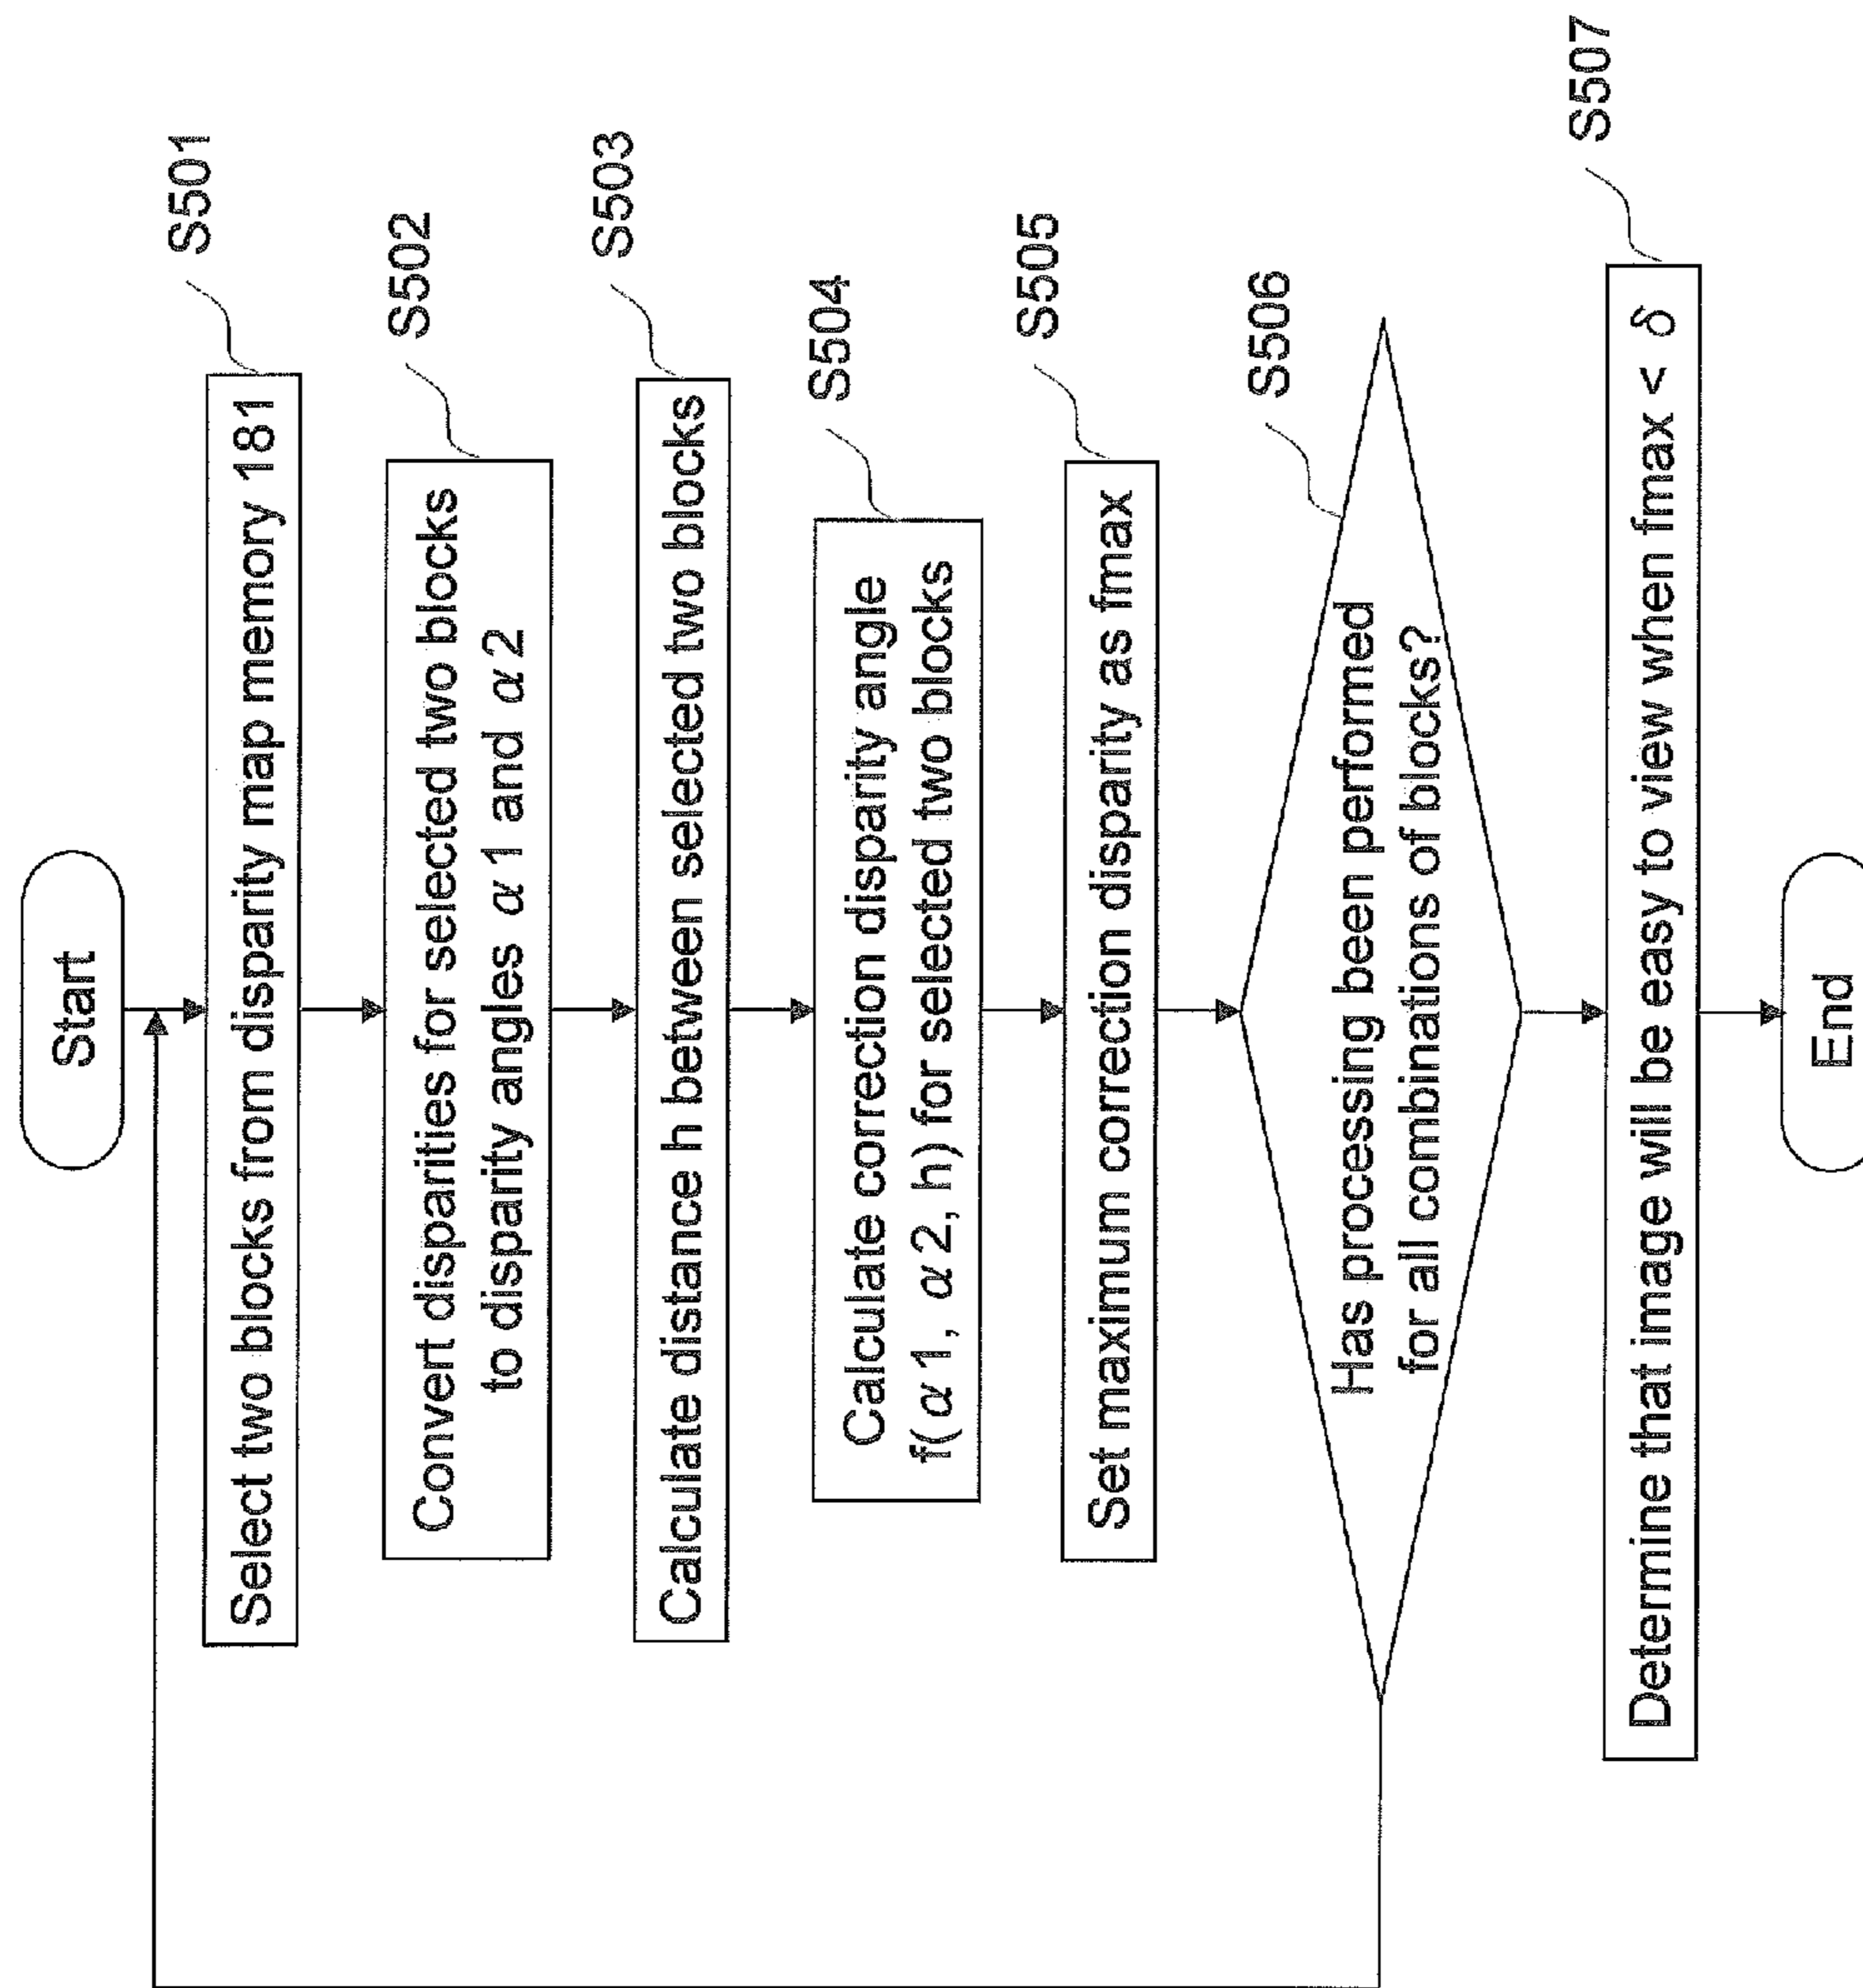 Start
S501
Select two blocks from disparity map memory 181
S502
Convert disparities for selected two blocks
to disparity angles α1 and α2
S503
Calculate distance h between selected two blocks
S504
Calculate correction disparity angle
f(α1, α2, h) for selected two blocks
S505
Set maximum correction disparity as fmax
S506
Has processing been performed
for all combinations of blocks?
S507
Determine that image will be easy to view when fmax < δ
End